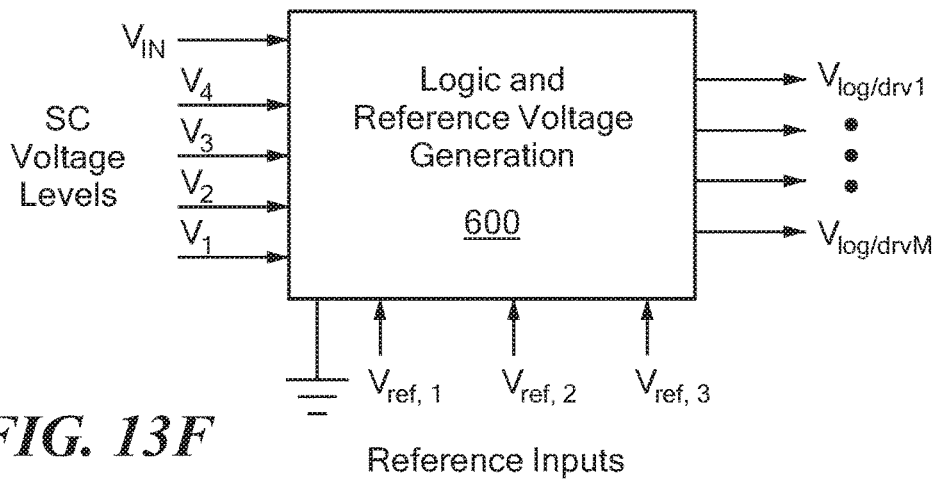 V_IN
V_4
V_3
V_2
V_1
SC
Voltage
Levels
Logic and
Reference Voltage
Generation
600
V_log/drv1
V_log/drvM
V_ref, 1
V_ref, 2
V_ref, 3
Reference Inputs
FIG. 13F